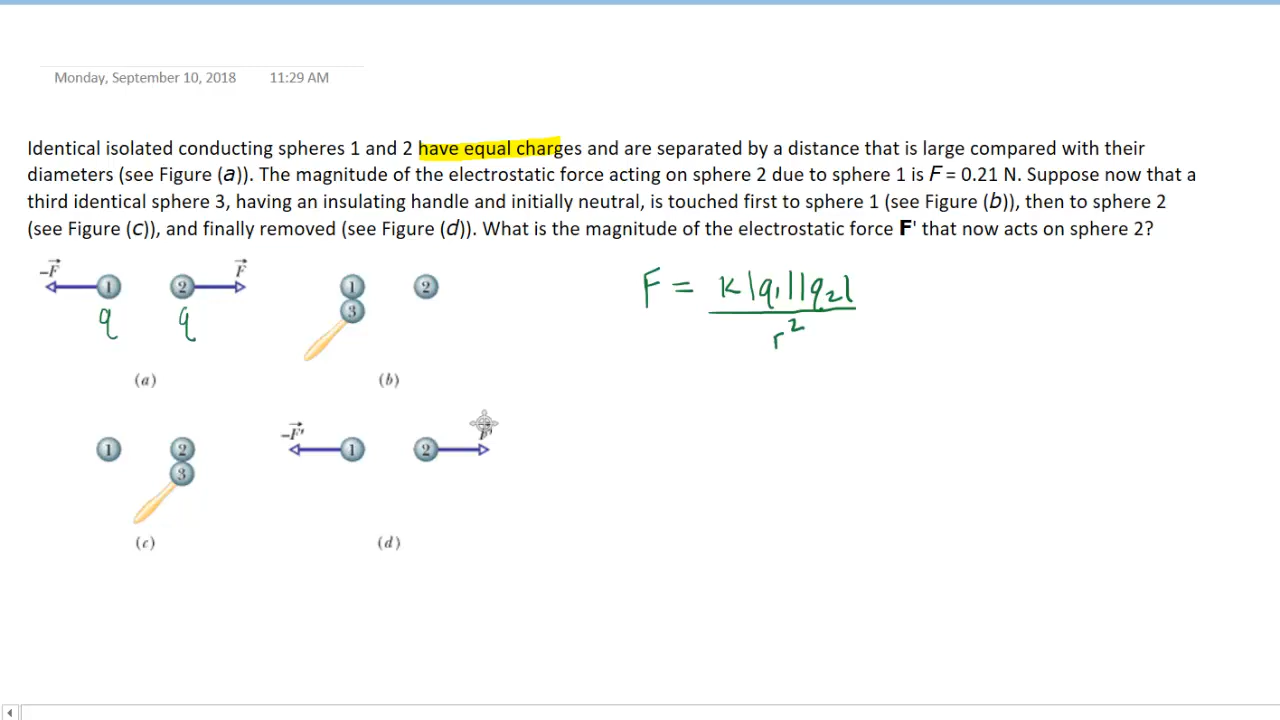 Monday, September 10, 2018 11:29 AM
Identical isolated conducting spheres 1 and 2 have equal charges and are separated by a distance that is large compared with their
diameters (see Figure (a)). The magnitude of the electrostatic force acting on sphere 2 due to sphere 1 is F = 0.21 N. Suppose now that a
third identical sphere 3, having an insulating handle and initially neutral, is touched first to sphere 1 (see Figure (b)), then to sphere 2
(see Figure (c)), and finally removed (see Figure (d)). What is the magnitude of the electrostatic force F' that now acts on sphere 2?
-F⃗ F⃗
1 2 1 2
3
q q
(a) (b)
F = k|q₁||q₂|
r²
-F⃗' F⃗'
1 2 1 2
3
(c) (d)